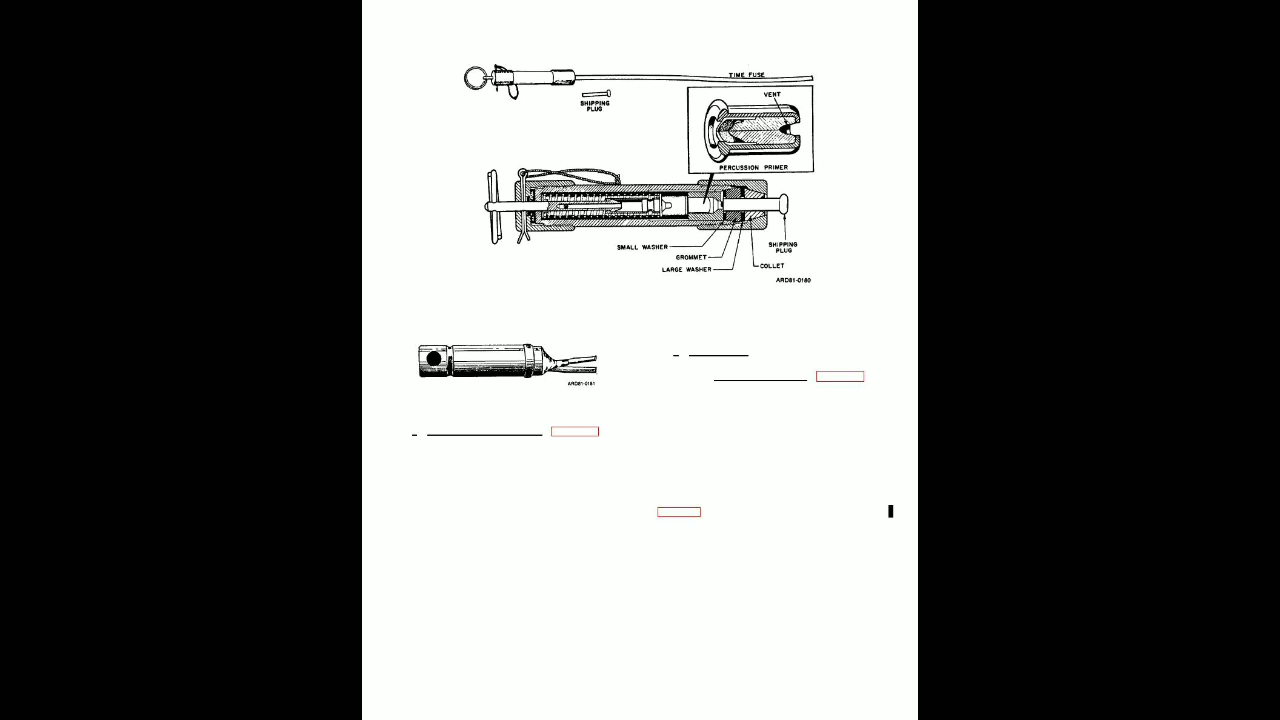 TIME FUSE
VENT
SHIPPING
PLUG
PERCUSSION PRIMER
SMALL WASHER
SHIPPING
PLUG
GROMMET
LARGE WASHER
COLLET
ARD81-0180
ARD81-0181